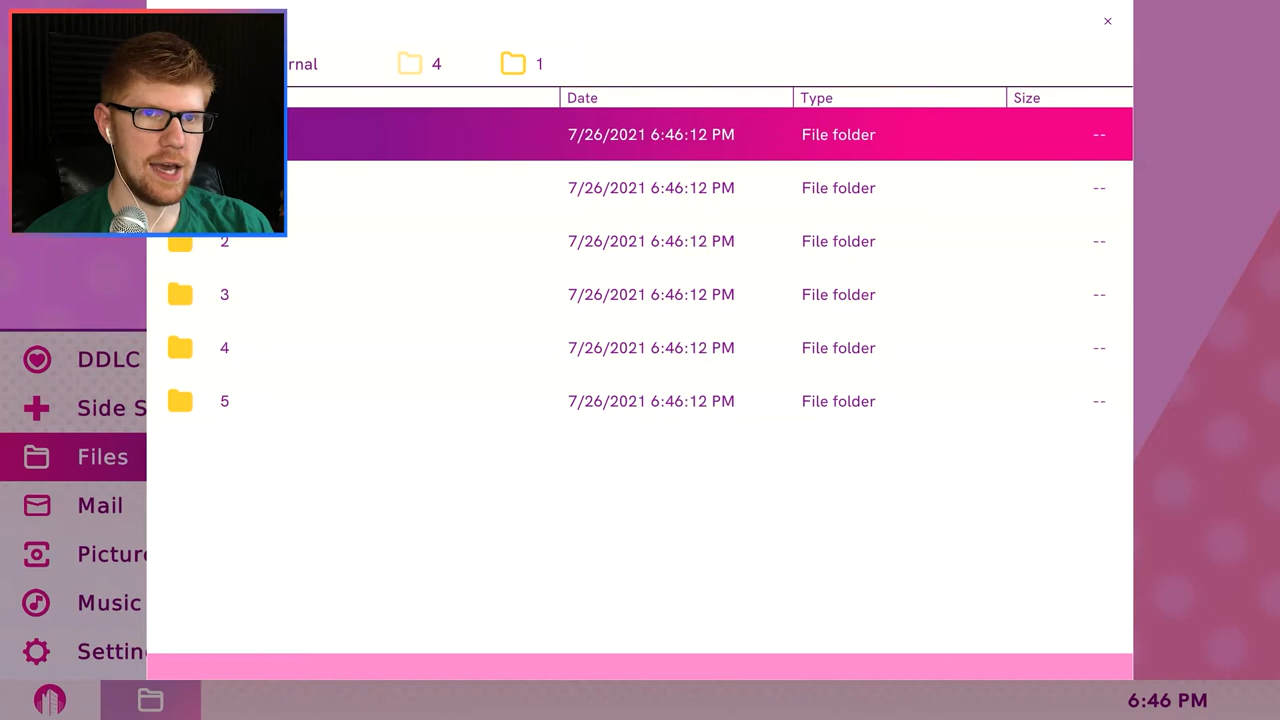 ×
rnal 4 1
Date Type Size
7/26/2021 6:46:12 PM File folder --
7/26/2021 6:46:12 PM File folder --
2 7/26/2021 6:46:12 PM File folder --
3 7/26/2021 6:46:12 PM File folder --
4 7/26/2021 6:46:12 PM File folder --
5 7/26/2021 6:46:12 PM File folder --
DDLC
Side S
Files
Mail
Pictur
Music
Settin
6:46 PM